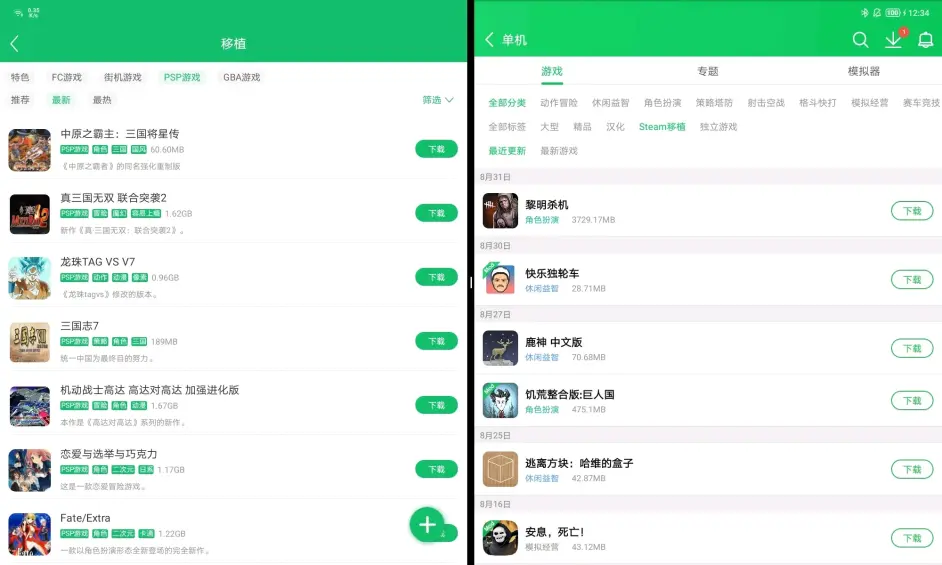 5.35
K/s
移植
特色 FC游戏 街机游戏 PSP游戏 GBA游戏
推荐 最新 最热 筛选
中原之霸主：三国将星传
PSP游戏 角色 三国 国风 60.60MB
《中原之霸者》的同名强化重制版
下载
真三国无双 联合突袭2
PSP游戏 冒险 魔幻 容易上瘾 1.62GB
新作《真·三国无双：联合突袭2》。
下载
龙珠TAG VS V7
PSP游戏 动作 动漫 像素 0.96GB
《龙珠tagvs》修改的版本。
下载
三国志7
PSP游戏 策略 角色 三国 189MB
统一中国为最终目的努力。
下载
机动战士高达 高达对高达 加强进化版
PSP游戏 冒险 角色 动漫 1.67GB
本作是《高达对高达》系列的新作。
下载
恋爱与选举与巧克力
PSP游戏 角色 二次元 日系 1.17GB
这是一款恋爱冒险游戏。
下载
Fate/Extra
PSP游戏 角色 二次元 卡通 1.22GB
一款以角色扮演形态全新登场的完全新作。
100 12:34
单机
1
游戏 专题 模拟器
全部分类 动作冒险 休闲益智 角色扮演 策略塔防 射击空战 格斗快打 模拟经营 赛车竞技
全部标签 大型 精品 汉化 Steam移植 独立游戏
最近更新 最新游戏
8月31日
黎明杀机
角色扮演 3729.17MB
下载
8月30日
快乐独轮车
休闲益智 28.71MB
下载
8月27日
鹿神 中文版
休闲益智 70.68MB
下载
饥荒整合版:巨人国
角色扮演 475.1MB
下载
8月25日
逃离方块：哈维的盒子
休闲益智 42.87MB
下载
8月16日
安息，死亡！
模拟经营 43.12MB
下载